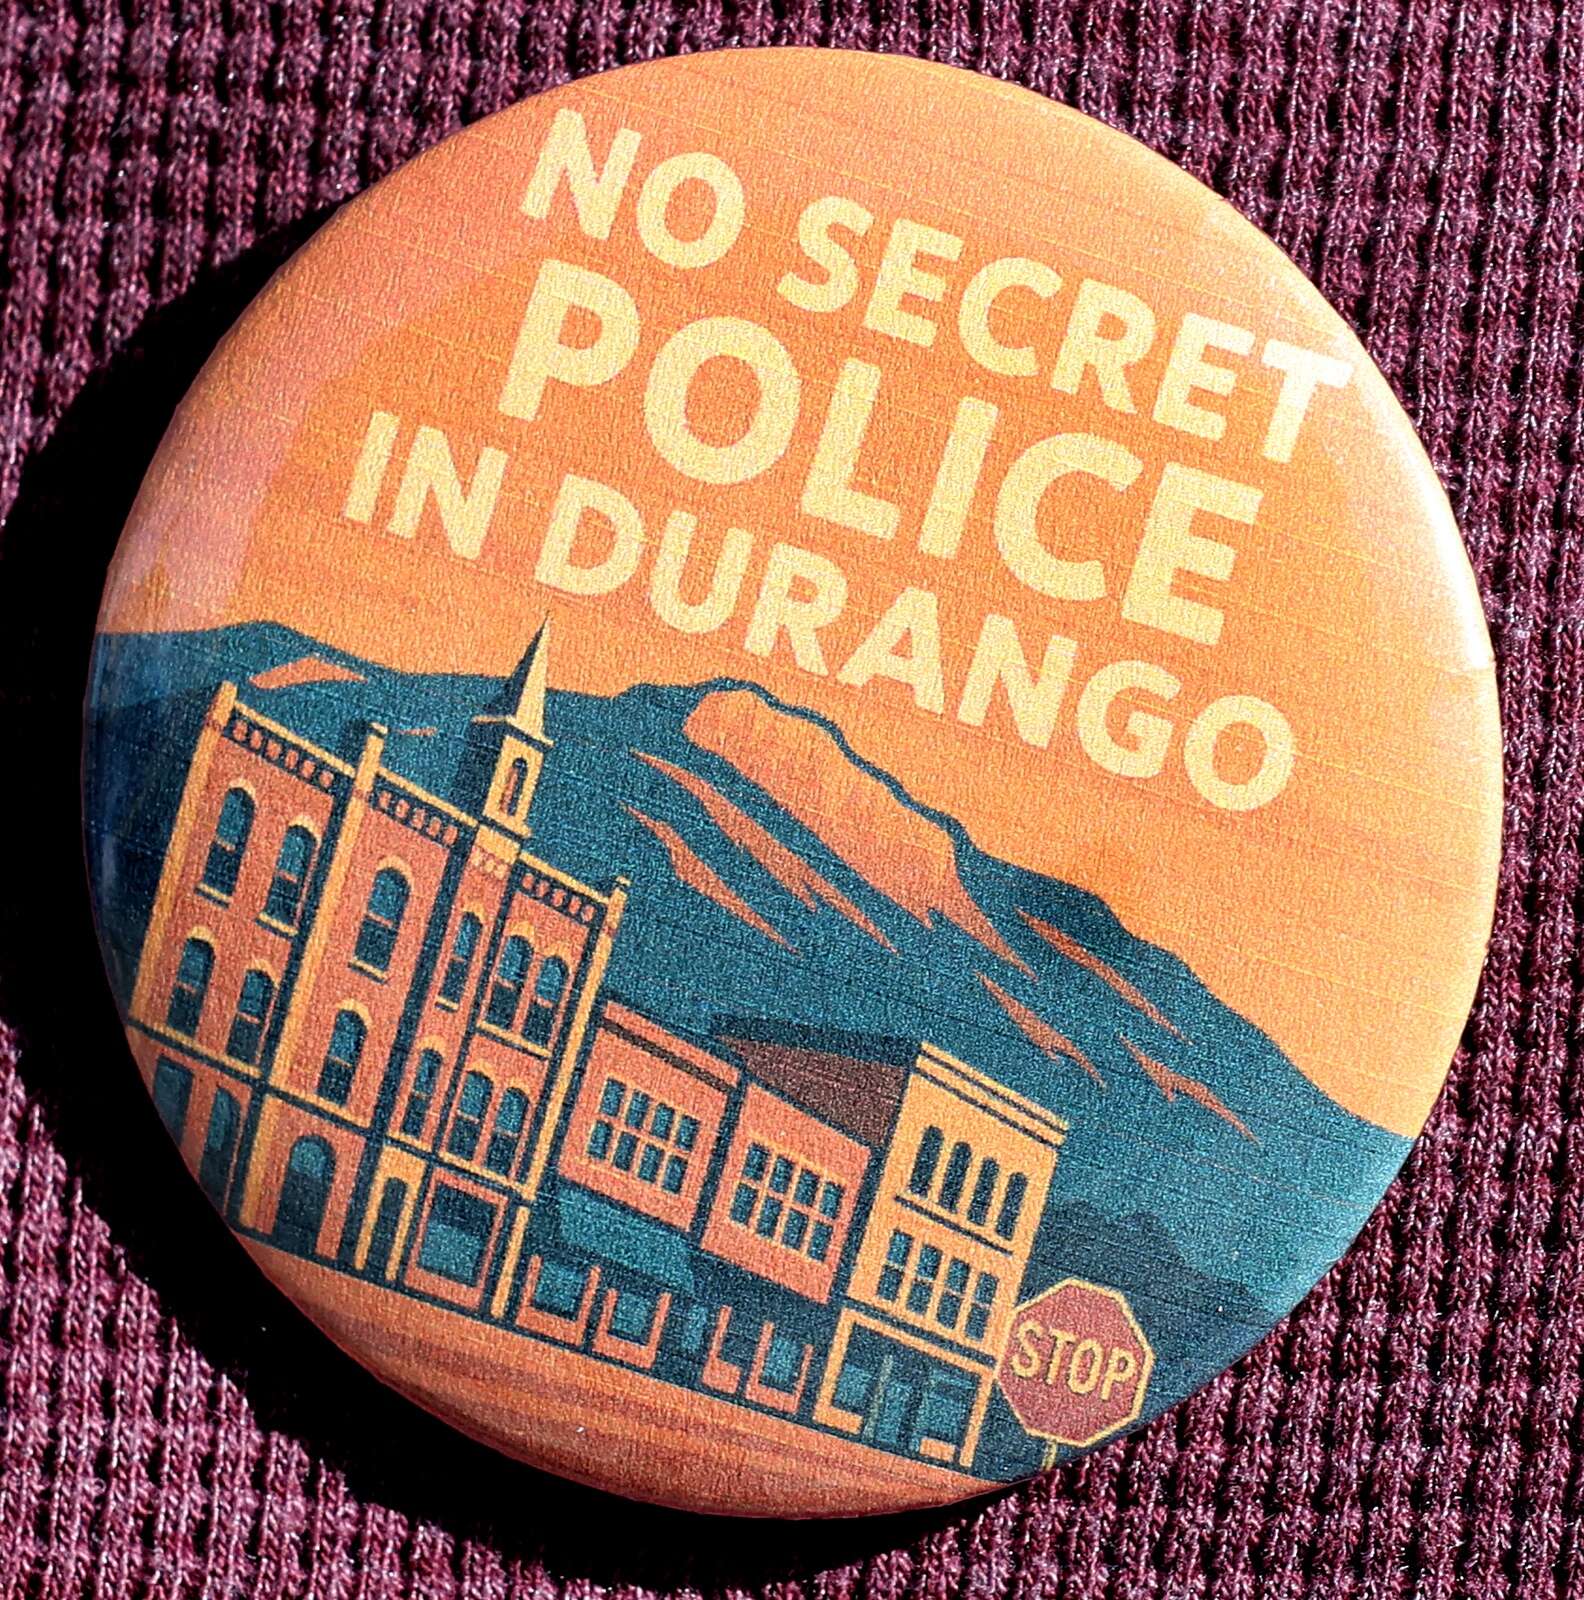 NO SECRET
POLICE
IN DURANGO
STOP